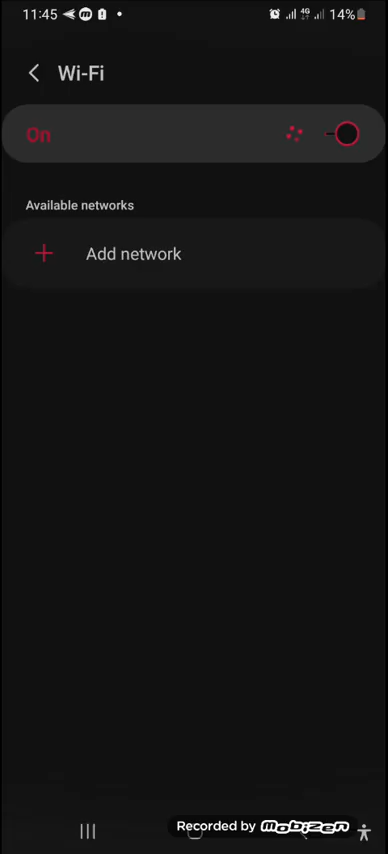 11:45 4G 14%
Wi-Fi
On
Available networks
Add network
Recorded by mobizen